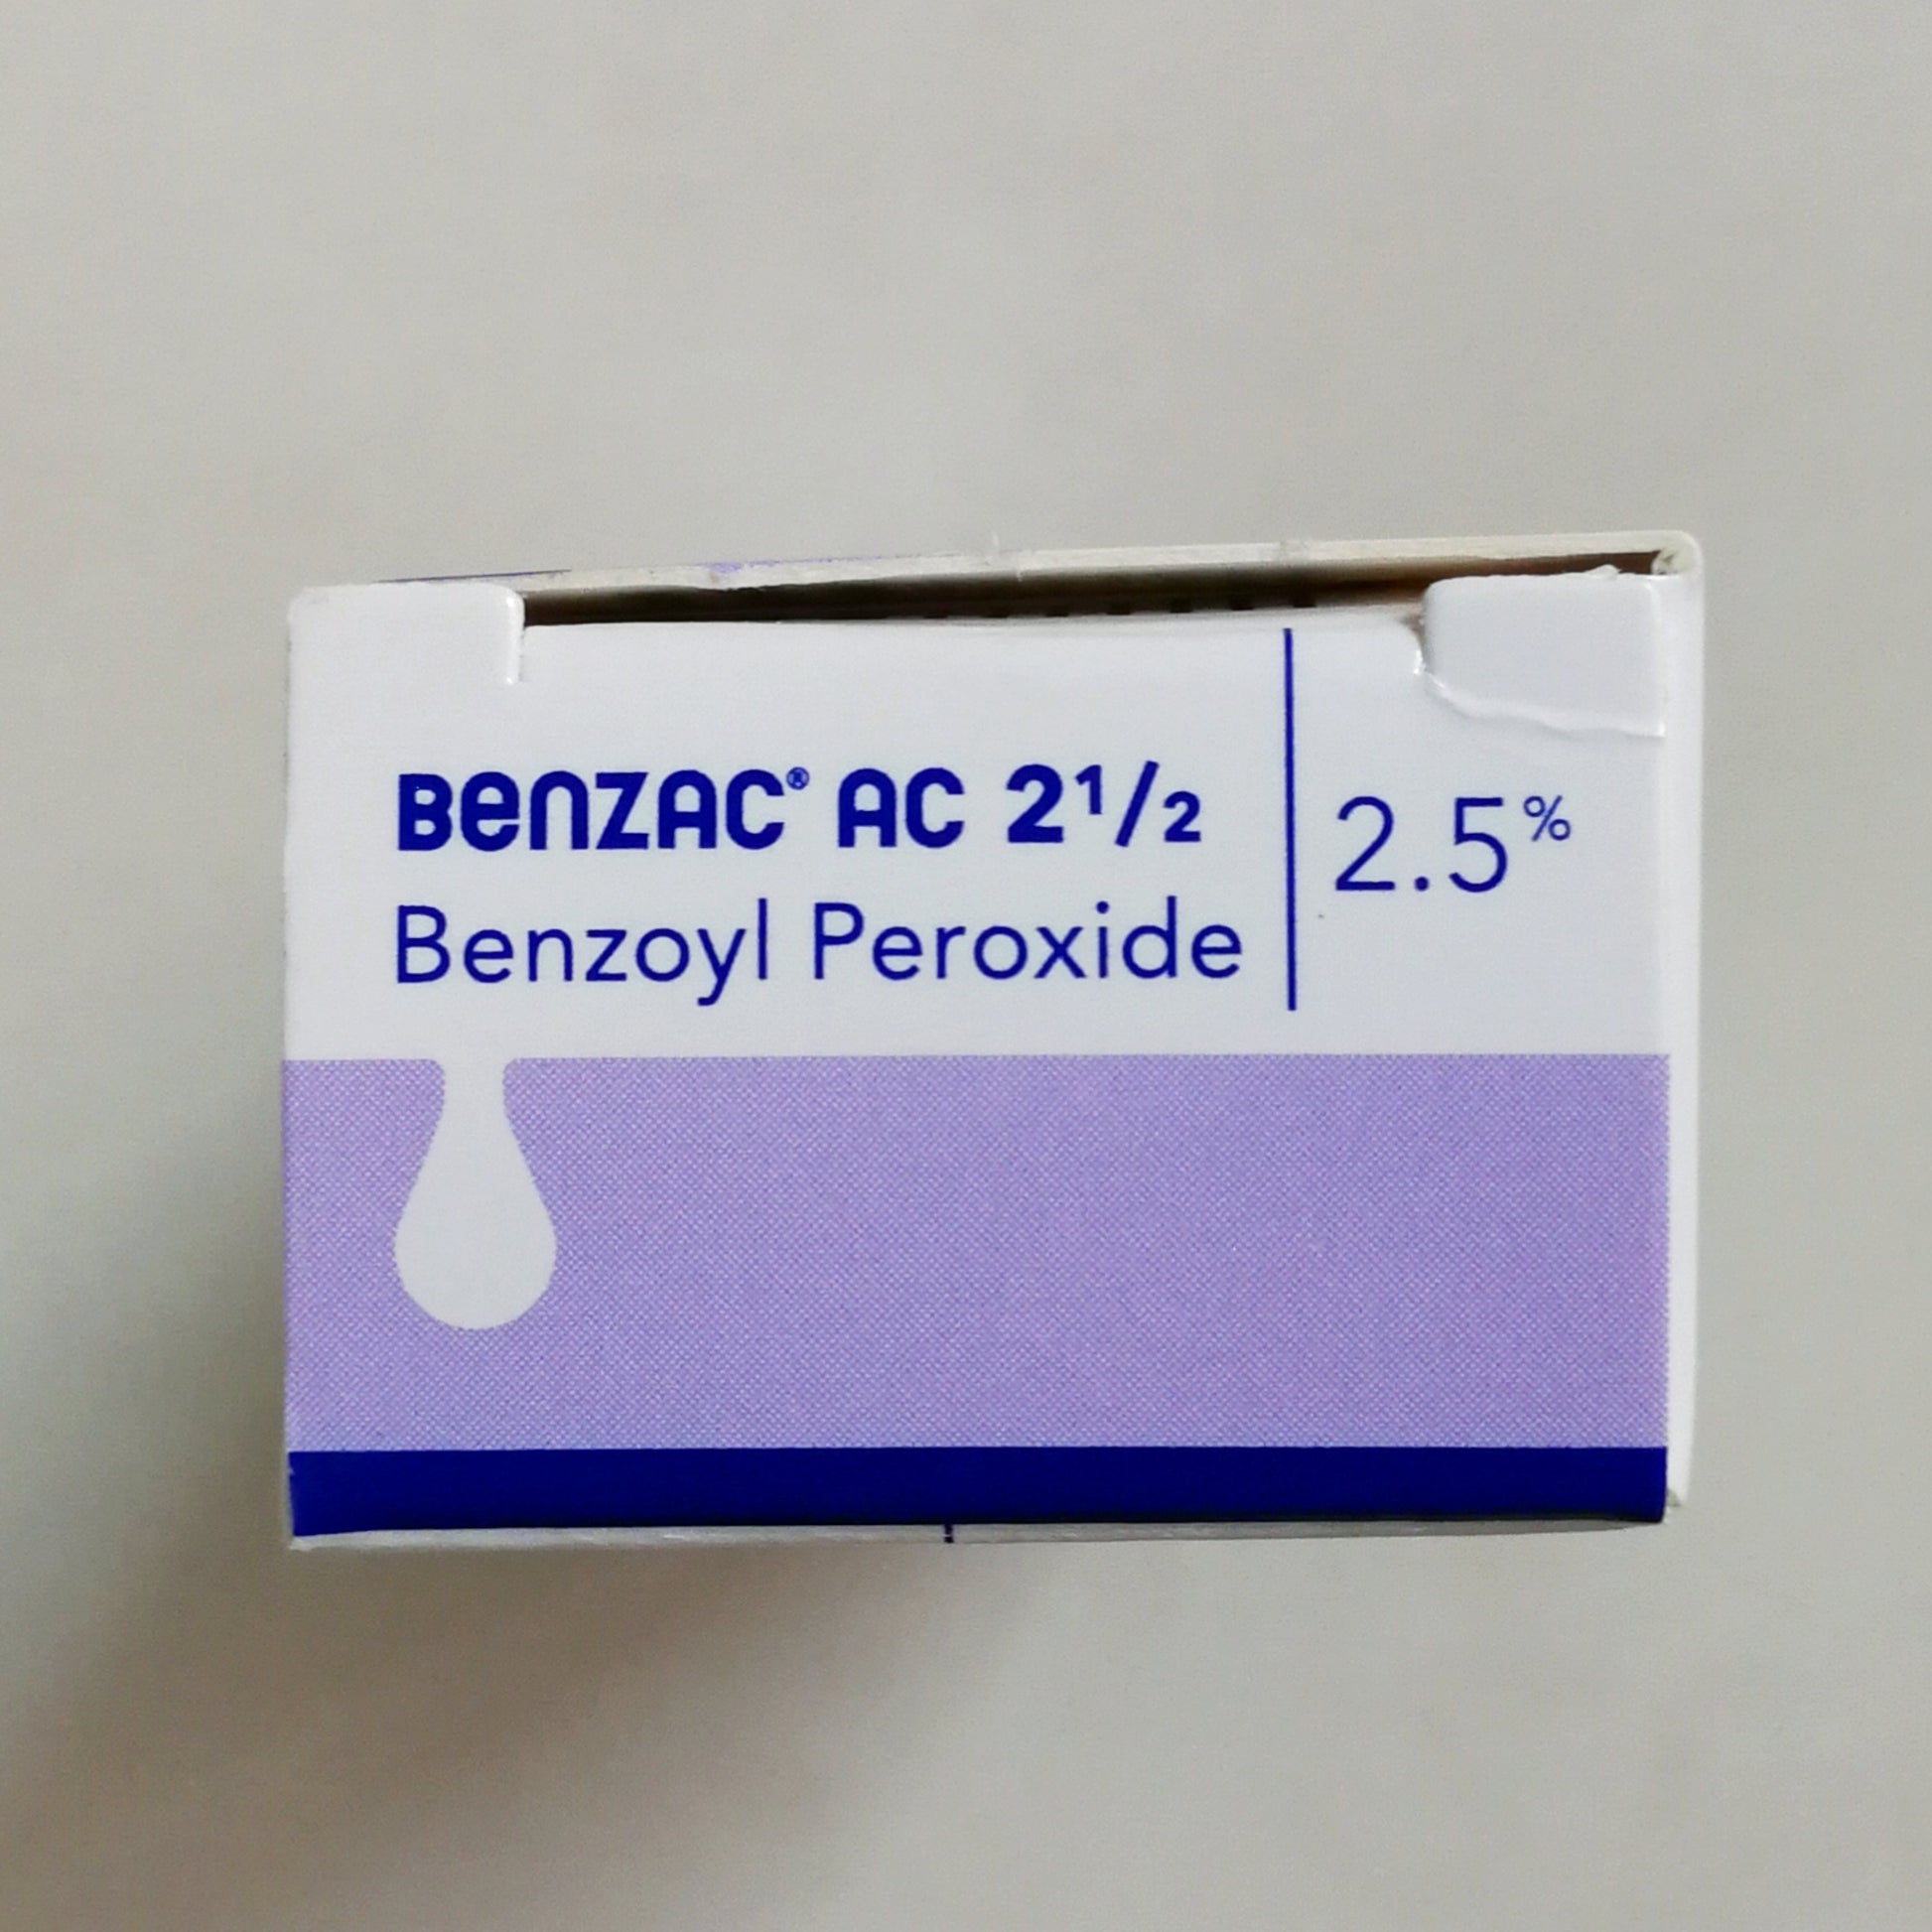 BENZAC® AC 2½
Benzoyl Peroxide
2.5%